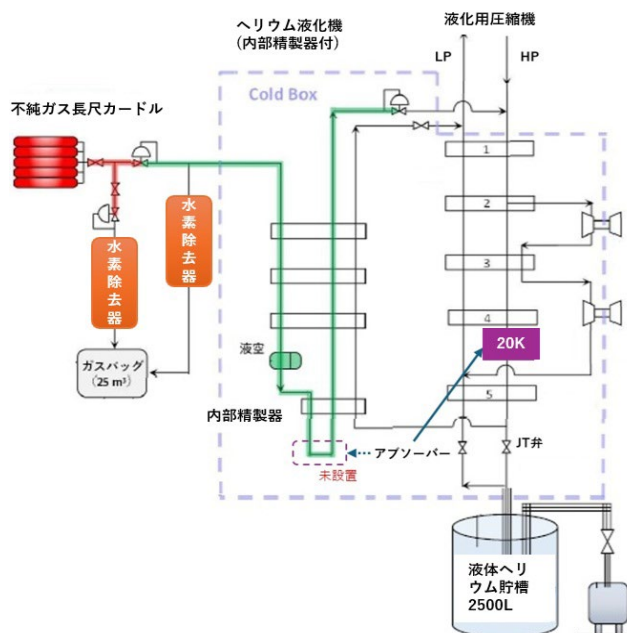 液化用圧縮機
ヘリウム液化機
(内部精製器付)
LP
HP
Cold Box
不純ガス長尺カードル
1
水素除去器
2
水素除去器
3
4
20K
液空
ガスバッグ
(25 m³)
5
内部精製器
アブソーバー
JT弁
未設置
液体ヘリ
ウム貯槽
2500L